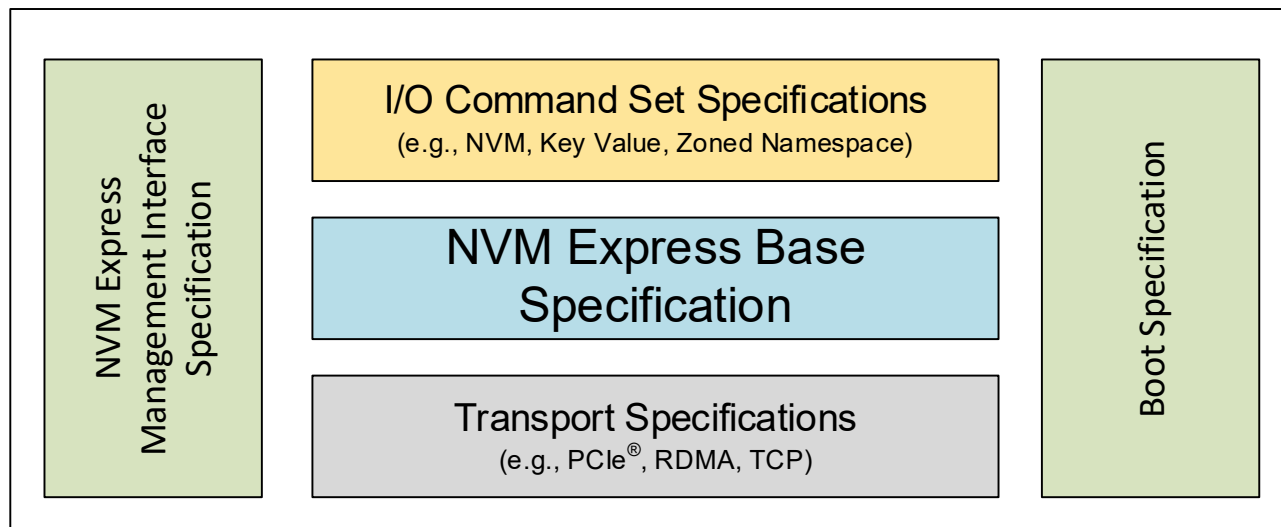 NVM Express
Management Interface
Specification
I/O Command Set Specifications
(e.g., NVM, Key Value, Zoned Namespace)
NVM Express Base
Specification
Transport Specifications
(e.g., PCIe®, RDMA, TCP)
Boot Specification